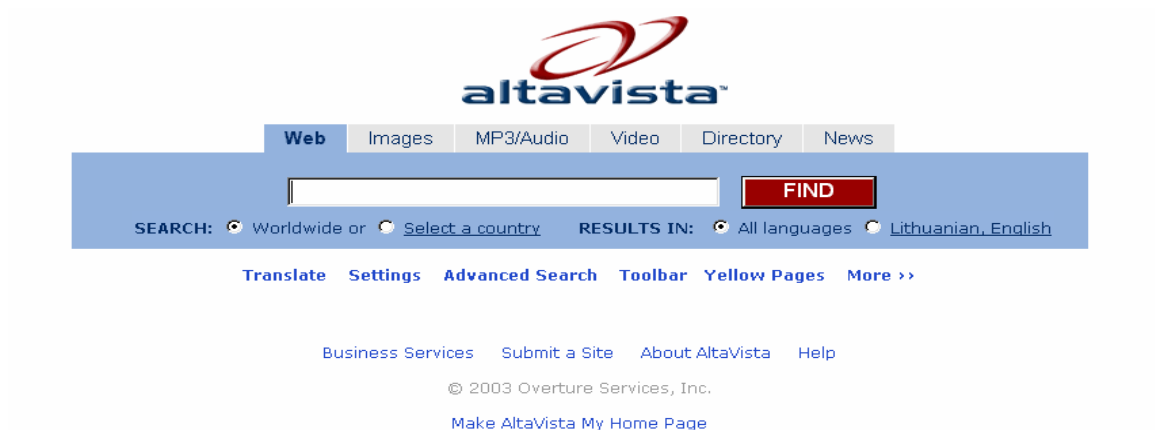 altavista™
Web Images MP3/Audio Video Directory News
FIND
SEARCH: Worldwide or Select a country RESULTS IN: All languages Lithuanian, English
Translate Settings Advanced Search Toolbar Yellow Pages More ››
Business Services Submit a Site About AltaVista Help
© 2003 Overture Services, Inc.
Make AltaVista My Home Page